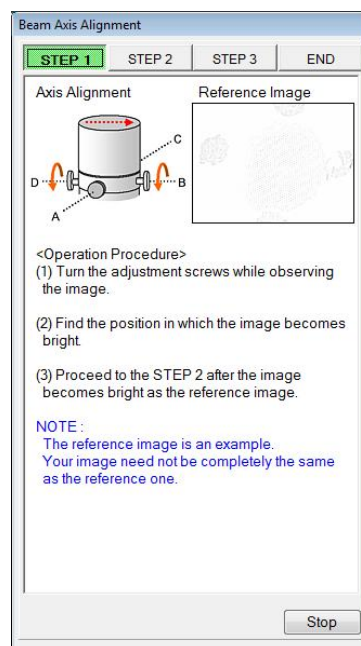 Beam Axis Alignment
STEP 1 STEP 2 STEP 3 END
Axis Alignment
Reference Image
C
D
B
A
<Operation Procedure>
(1) Turn the adjustment screws while observing
the image.
(2) Find the position in which the image becomes
bright.
(3) Proceed to the STEP 2 after the image
becomes bright as the reference image.
NOTE :
The reference image is an example.
Your image need not be completely the same
as the reference one.
Stop